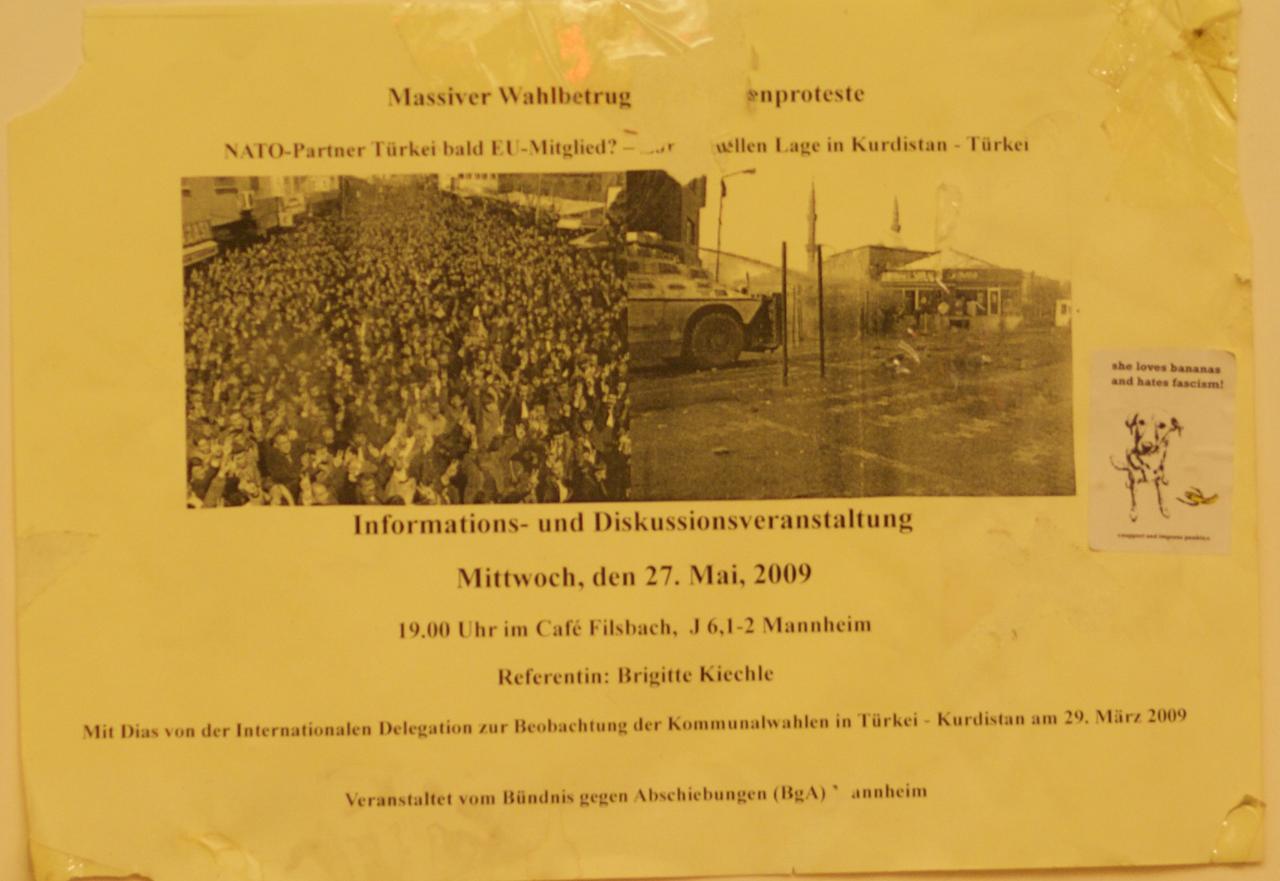 Massiver Wahlbetrug enproteste
NATO-Partner Türkei bald EU-Mitglied? – ellen Lage in Kurdistan - Türkei
she loves bananas
and hates fascism!
Informations- und Diskussionsveranstaltung
Mittwoch, den 27. Mai, 2009
19.00 Uhr im Café Filsbach, J 6,1-2 Mannheim
Referentin: Brigitte Kiechle
Mit Dias von der Internationalen Delegation zur Beobachtung der Kommunalwahlen in Türkei - Kurdistan am 29. März 2009
Veranstaltet vom Bündnis gegen Abschiebungen (BgA) annheim